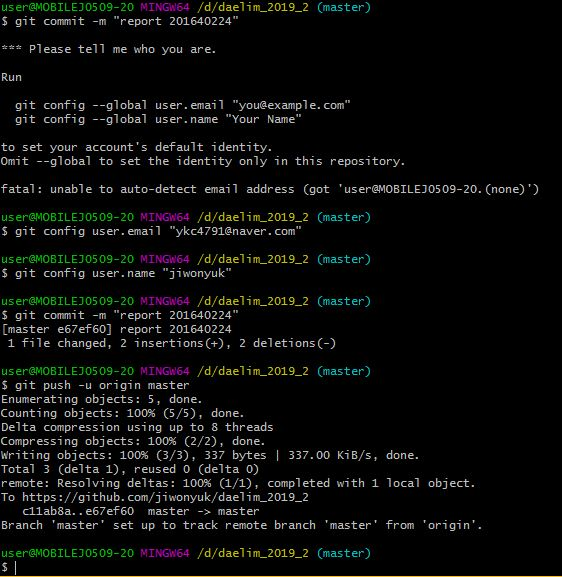 user@MOBILEJ0509-20 MINGW64 /d/daelim_2019_2 (master)
$ git commit -m "report 201640224"

*** Please tell me who you are.

Run

  git config --global user.email "you@example.com"
  git config --global user.name "Your Name"

to set your account's default identity.
Omit --global to set the identity only in this repository.

fatal: unable to auto-detect email address (got 'user@MOBILEJ0509-20.(none)')

user@MOBILEJ0509-20 MINGW64 /d/daelim_2019_2 (master)
$ git config user.email "ykc4791@naver.com"

user@MOBILEJ0509-20 MINGW64 /d/daelim_2019_2 (master)
$ git config user.name "jiwonyuk"

user@MOBILEJ0509-20 MINGW64 /d/daelim_2019_2 (master)
$ git commit -m "report 201640224"
[master e67ef60] report 201640224
 1 file changed, 2 insertions(+), 2 deletions(-)

user@MOBILEJ0509-20 MINGW64 /d/daelim_2019_2 (master)
$ git push -u origin master
Enumerating objects: 5, done.
Counting objects: 100% (5/5), done.
Delta compression using up to 8 threads
Compressing objects: 100% (2/2), done.
Writing objects: 100% (3/3), 337 bytes | 337.00 KiB/s, done.
Total 3 (delta 1), reused 0 (delta 0)
remote: Resolving deltas: 100% (1/1), completed with 1 local object.
To https://github.com/jiwonyuk/daelim_2019_2
   c11ab8a..e67ef60  master -> master
Branch 'master' set up to track remote branch 'master' from 'origin'.

user@MOBILEJ0509-20 MINGW64 /d/daelim_2019_2 (master)
$